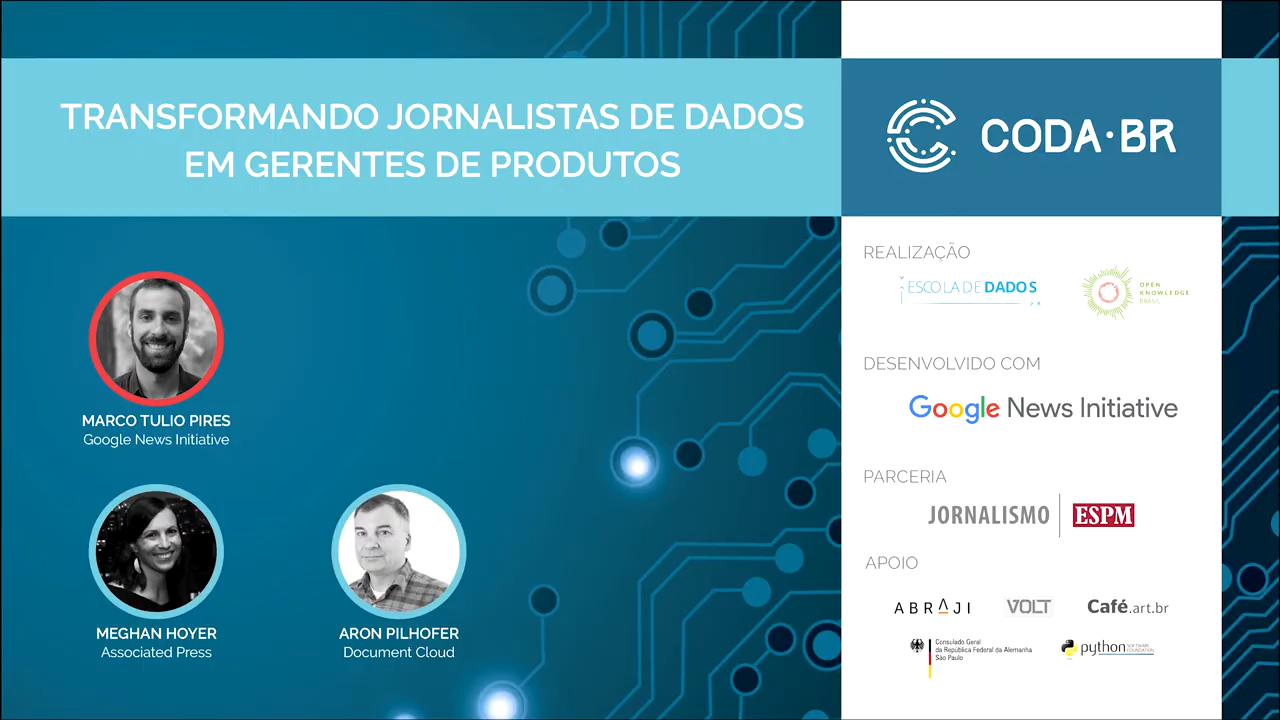 TRANSFORMANDO JORNALISTAS DE DADOS
EM GERENTES DE PRODUTOS
CODA·BR
MARCO TULIO PIRES
Google News Initiative
MEGHAN HOYER
Associated Press
ARON PILHOFER
Document Cloud
REALIZAÇÃO
ESCOLA DE DADOS
OPEN
KNOWLEDGE
BRASIL
DESENVOLVIDO COM
Google News Initiative
PARCERIA
JORNALISMO ESPM
APOIO
ABRAJI VOLT Café.art.br
Consulado Geral
da República Federal da Alemanha
São Paulo
python SOFTWARE
FOUNDATION